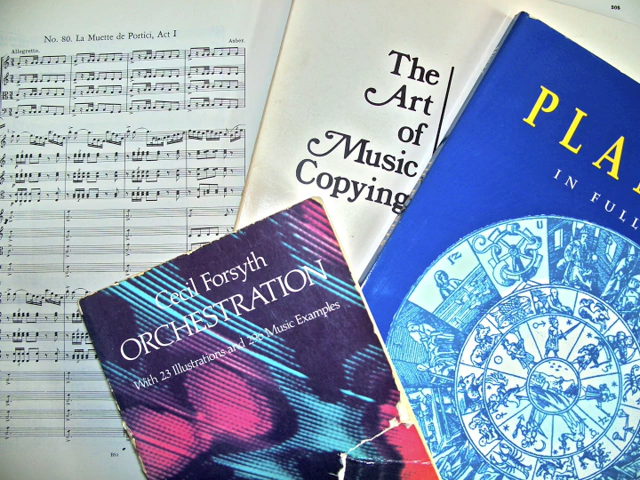 No. 80. La Muette de Portici, Act I
Auber.
Allegretto.
The
Art
of
Music
Copying
IN FULL
Cecil Forsyth
ORCHESTRATION
With 23 Illustrations and 296 Music Examples